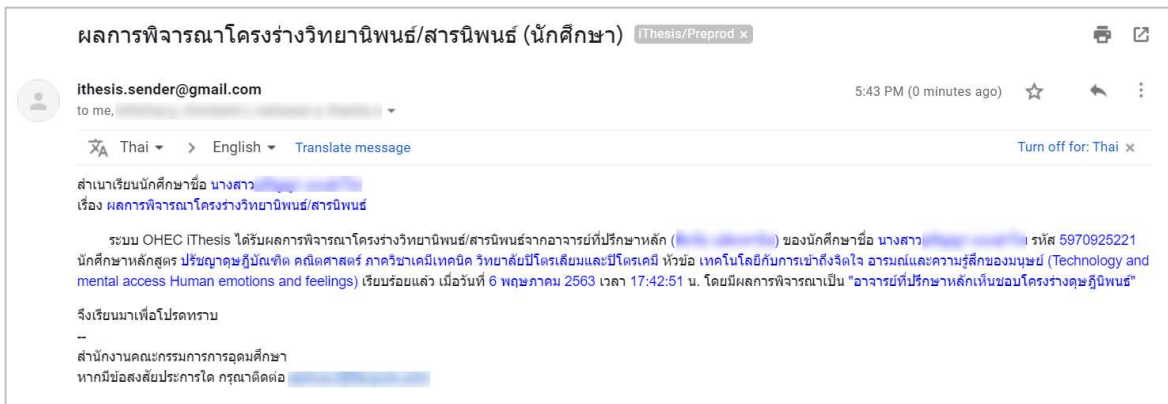 ผลการพิจารณาโครงร่างวิทยานิพนธ์/สารนิพนธ์ (นักศึกษา) iThesis/Preprod ×
ithesis.sender@gmail.com 5:43 PM (0 minutes ago)
to me,
Thai > English Translate message Turn off for: Thai ×
สำเนาเรียนนักศึกษาชื่อ นางสาว
เรื่อง ผลการพิจารณาโครงร่างวิทยานิพนธ์/สารนิพนธ์
ระบบ OHEC iThesis ได้รับผลการพิจารณาโครงร่างวิทยานิพนธ์/สารนิพนธ์จากอาจารย์ที่ปรึกษาหลัก ( ) ของนักศึกษาชื่อ นางสาว รหัส 5970925221
นักศึกษาหลักสูตร ปรัชญาดุษฎีบัณฑิต คณิตศาสตร์ ภาควิชาเคมีเทคนิค วิทยาลัยปิโตรเลียมและปิโตรเคมี หัวข้อ เทคโนโลยีกับการเข้าถึงจิตใจ อารมณ์และความรู้สึกของมนุษย์ (Technology and
mental access Human emotions and feelings) เรียบร้อยแล้ว เมื่อวันที่ 6 พฤษภาคม 2563 เวลา 17:42:51 น. โดยมีผลการพิจารณาเป็น "อาจารย์ที่ปรึกษาหลักเห็นชอบโครงร่างดุษฎีนิพนธ์"
จึงเรียนมาเพื่อโปรดทราบ
--
สำนักงานคณะกรรมการการอุดมศึกษา
หากมีข้อสงสัยประการใด กรุณาติดต่อ